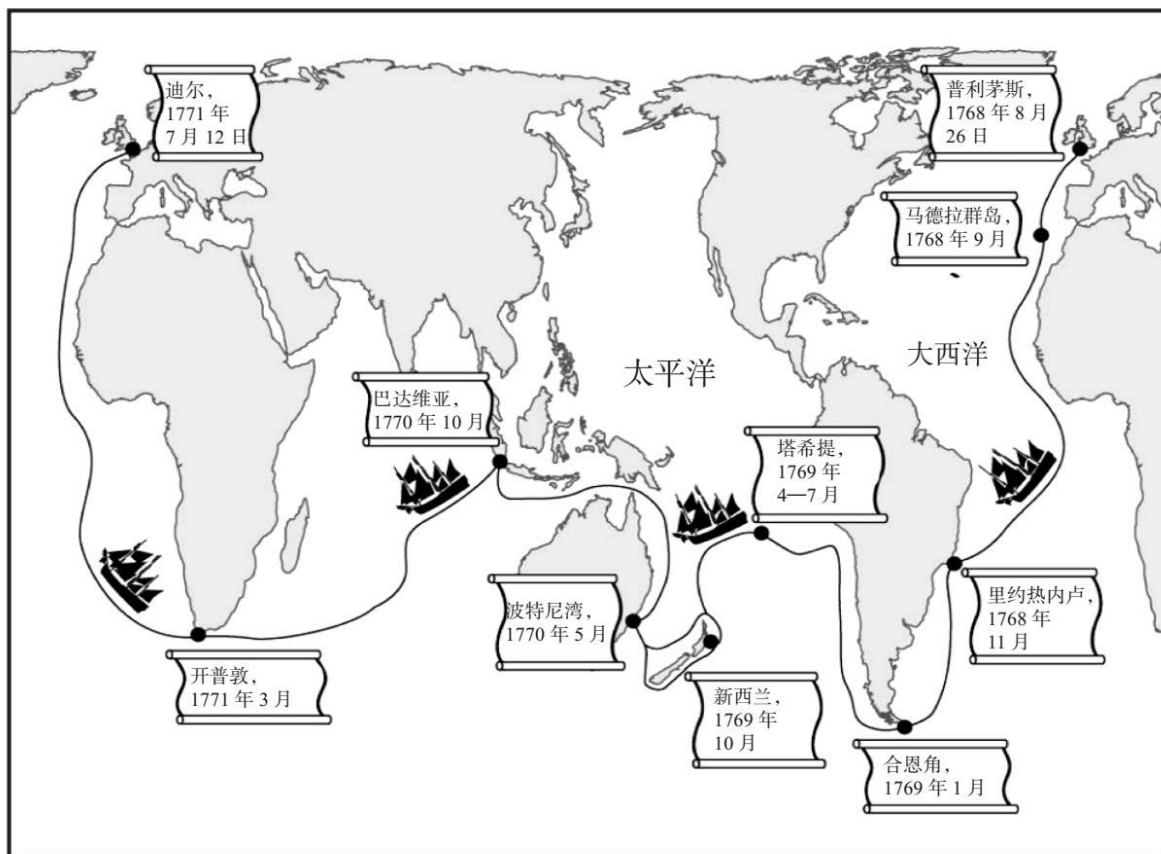 迪尔,
1771 年
7 月 12 日
普利茅斯,
1768 年 8 月
26 日
马德拉群岛,
1768 年 9 月
大西洋
太平洋
巴达维亚,
1770 年 10 月
塔希提,
1769 年
4—7 月
波特尼湾,
1770 年 5 月
里约热内卢,
1768 年
11 月
开普敦,
1771 年 3 月
新西兰,
1769 年
10 月
合恩角,
1769 年 1 月